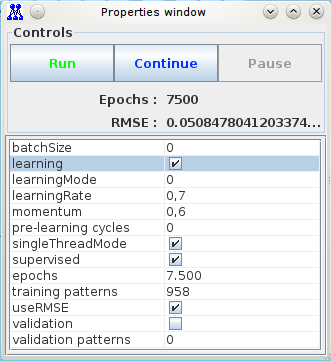 Properties window
Controls
Run Continue Pause
Epochs : 7500
RMSE : 0.0508478041203374...
batchSize 0
learning
learningMode 0
learningRate 0,7
momentum 0,6
pre-learning cycles 0
singleThreadMode
supervised
epochs 7.500
training patterns 958
useRMSE
validation
validation patterns 0